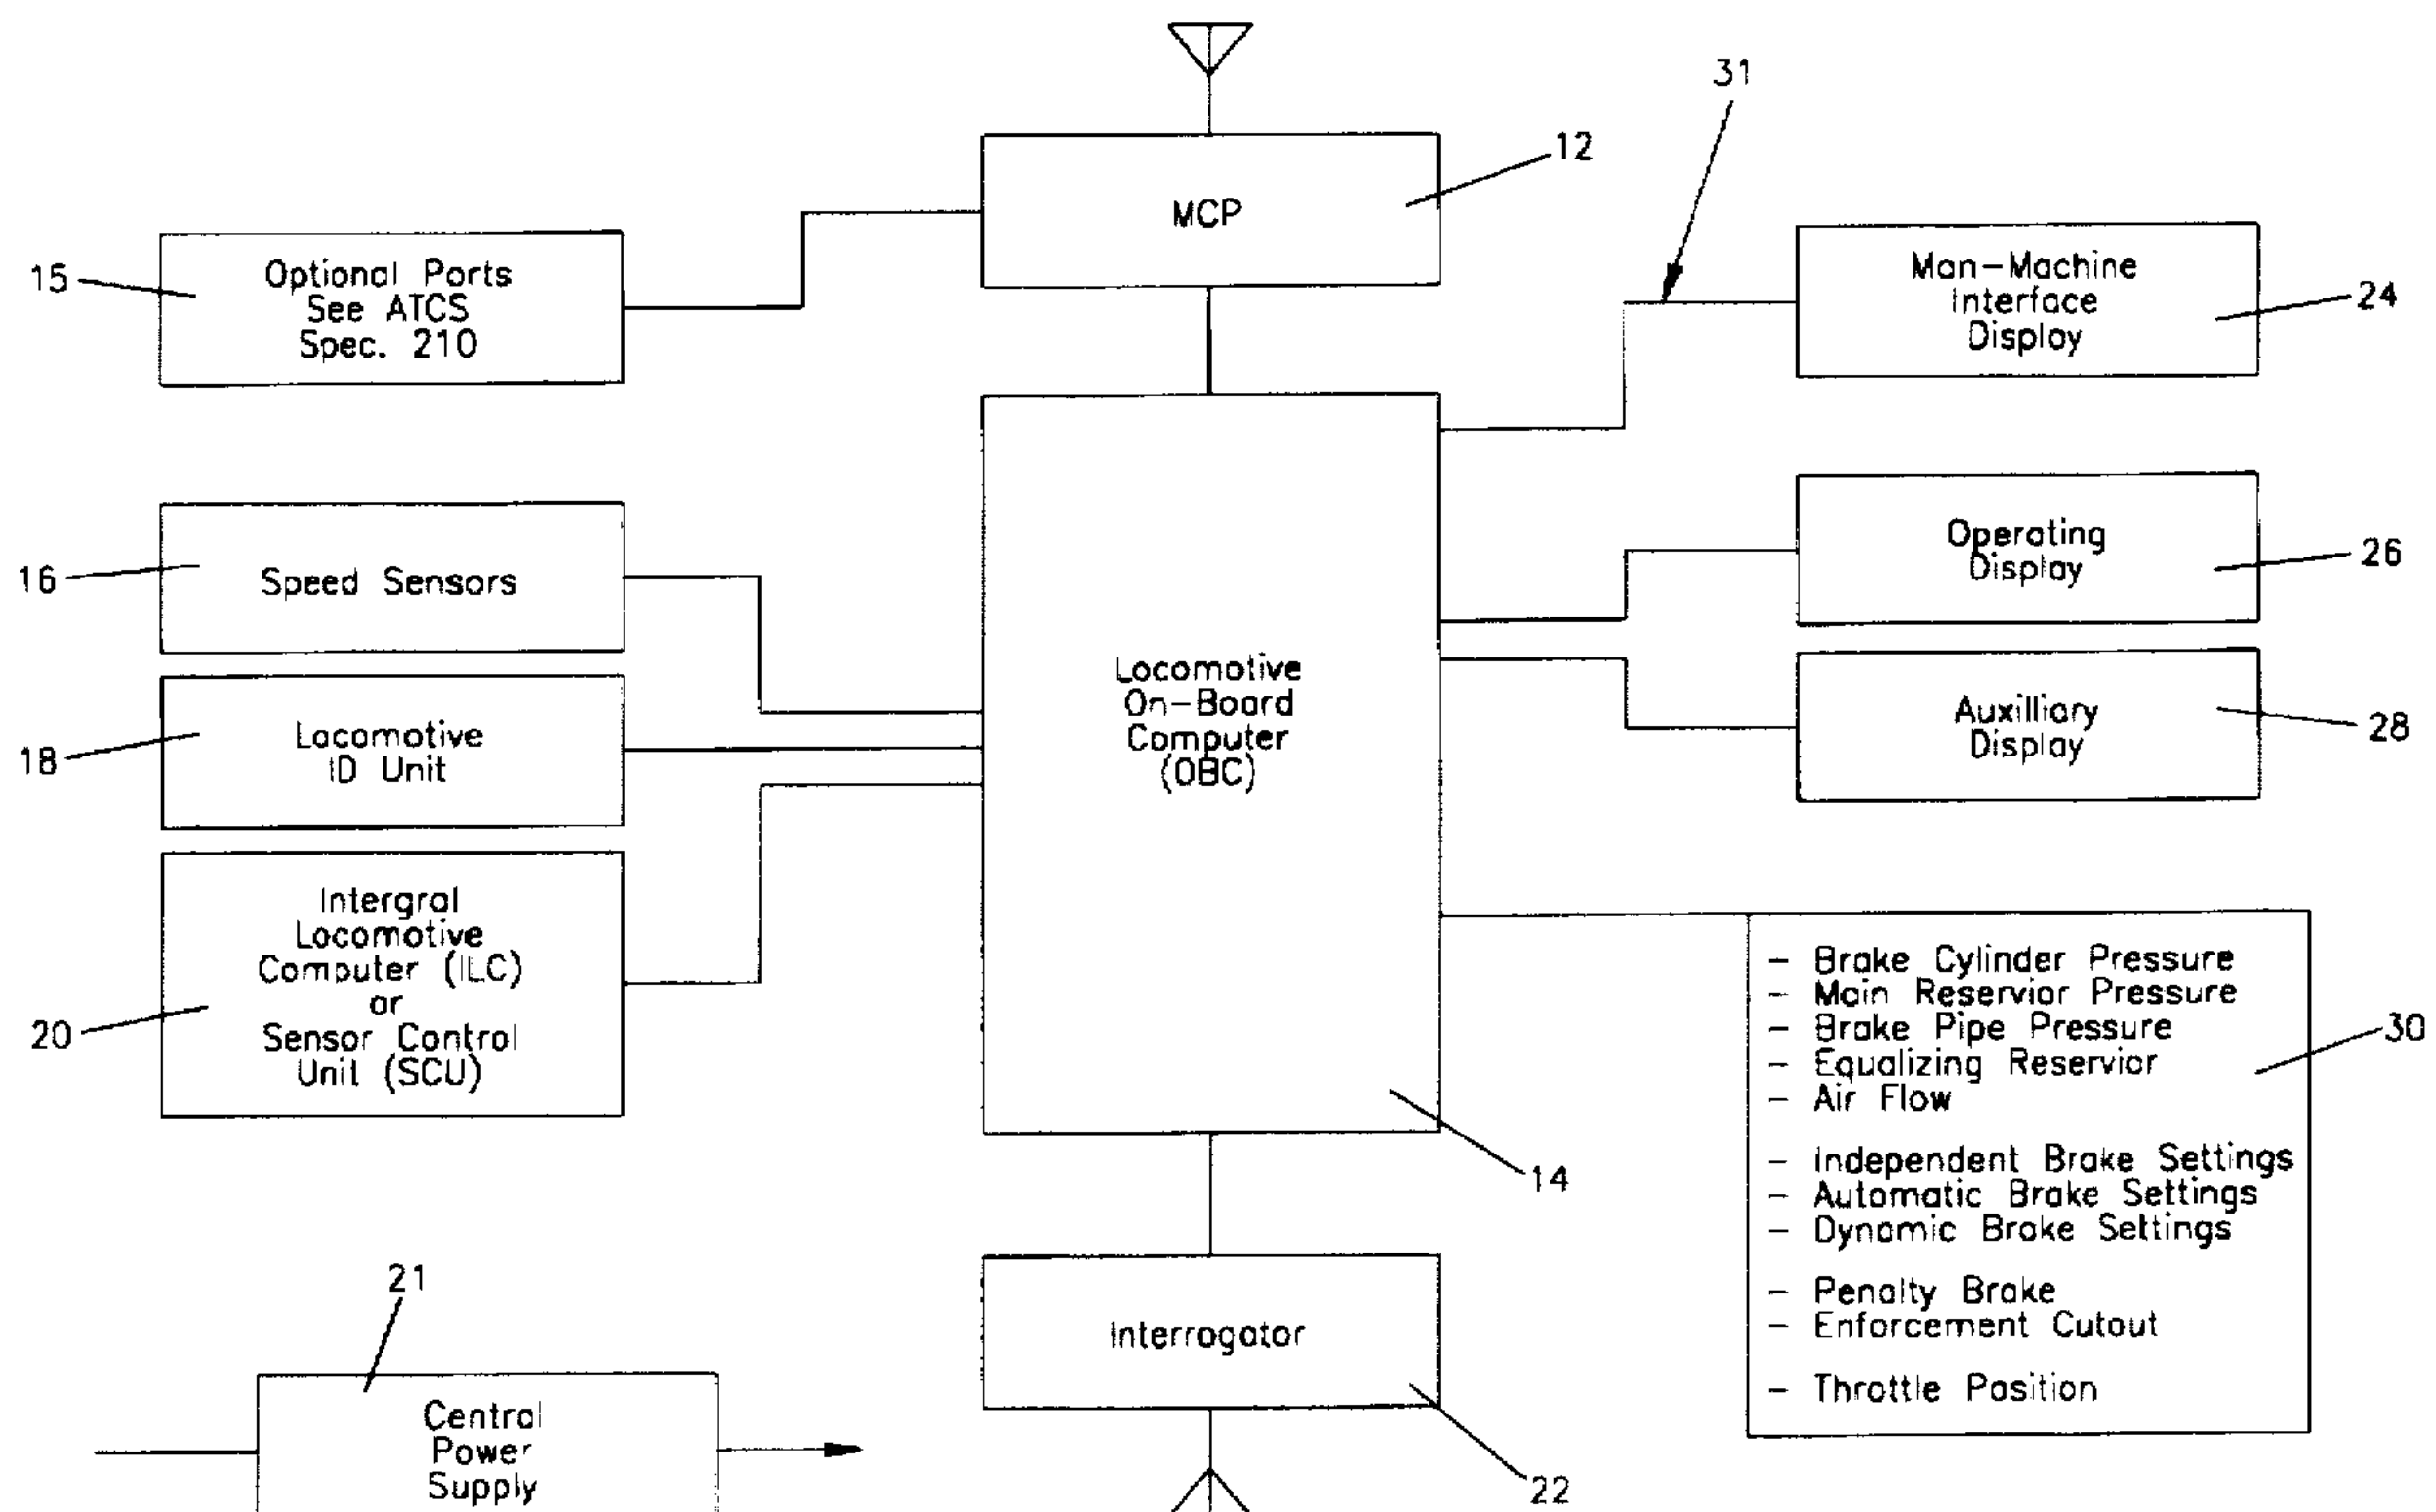 31
12
MCP
15
Optional Ports
See ATCS
Spec. 210
Man-Machine
Interface
Display
24
16
Speed Sensors
Operating
Display
26
18
Locomotive
ID Unit
Locomotive
On-Board
Computer
(OBC)
Auxilliary
Display
28
20
Intergral
Locomotive
Computer (ILC)
or
Sensor Control
Unit (SCU)
- Brake Cylinder Pressure
- Main Reservior Pressure
- Brake Pipe Pressure
- Equalizing Reservior
- Air Flow
- Independent Brake Settings
- Automatic Brake Settings
- Dynamic Brake Settings
- Penalty Brake
- Enforcement Cutout
- Throttle Position
30
14
21
Central
Power
Supply
Interrogator
22